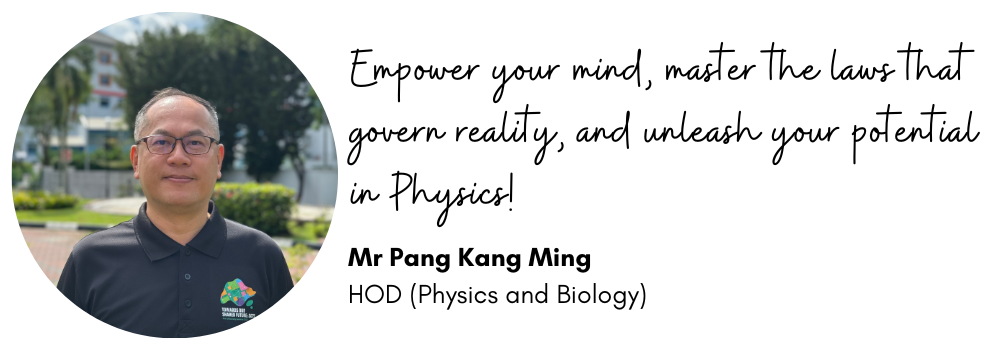 Empower your mind, master the laws that
govern reality, and unleash your potential
in Physics!
Mr Pang Kang Ming
HOD (Physics and Biology)